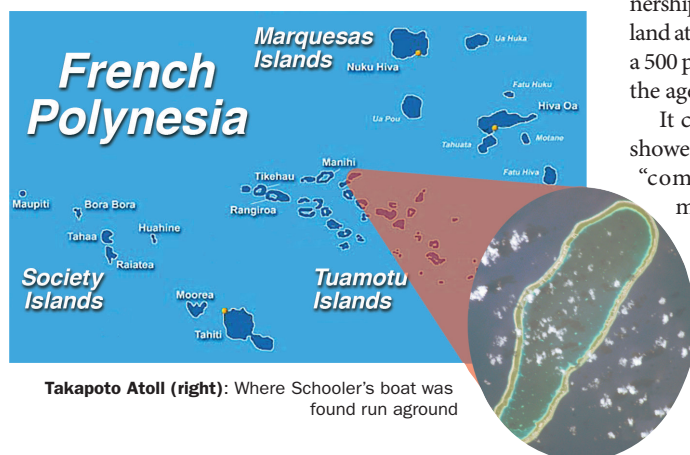 French
Polynesia
Marquesas
Islands
Nuku Hiva
Ua Huka
Ua Pou
Fatu Huku
Hiva Oa
Tahuata
Motane
Fatu Hiva
Manihi
Tikehau
Rangiroa
Maupiti
Bora Bora
Tahaa
Huahine
Raiatea
Society
Islands
Tuamotu
Islands
Moorea
Tahiti
Takapoto Atoll (right): Where Schooler's boat was
found run aground
land at
a 500 p
the age
It c
showe
“com
m